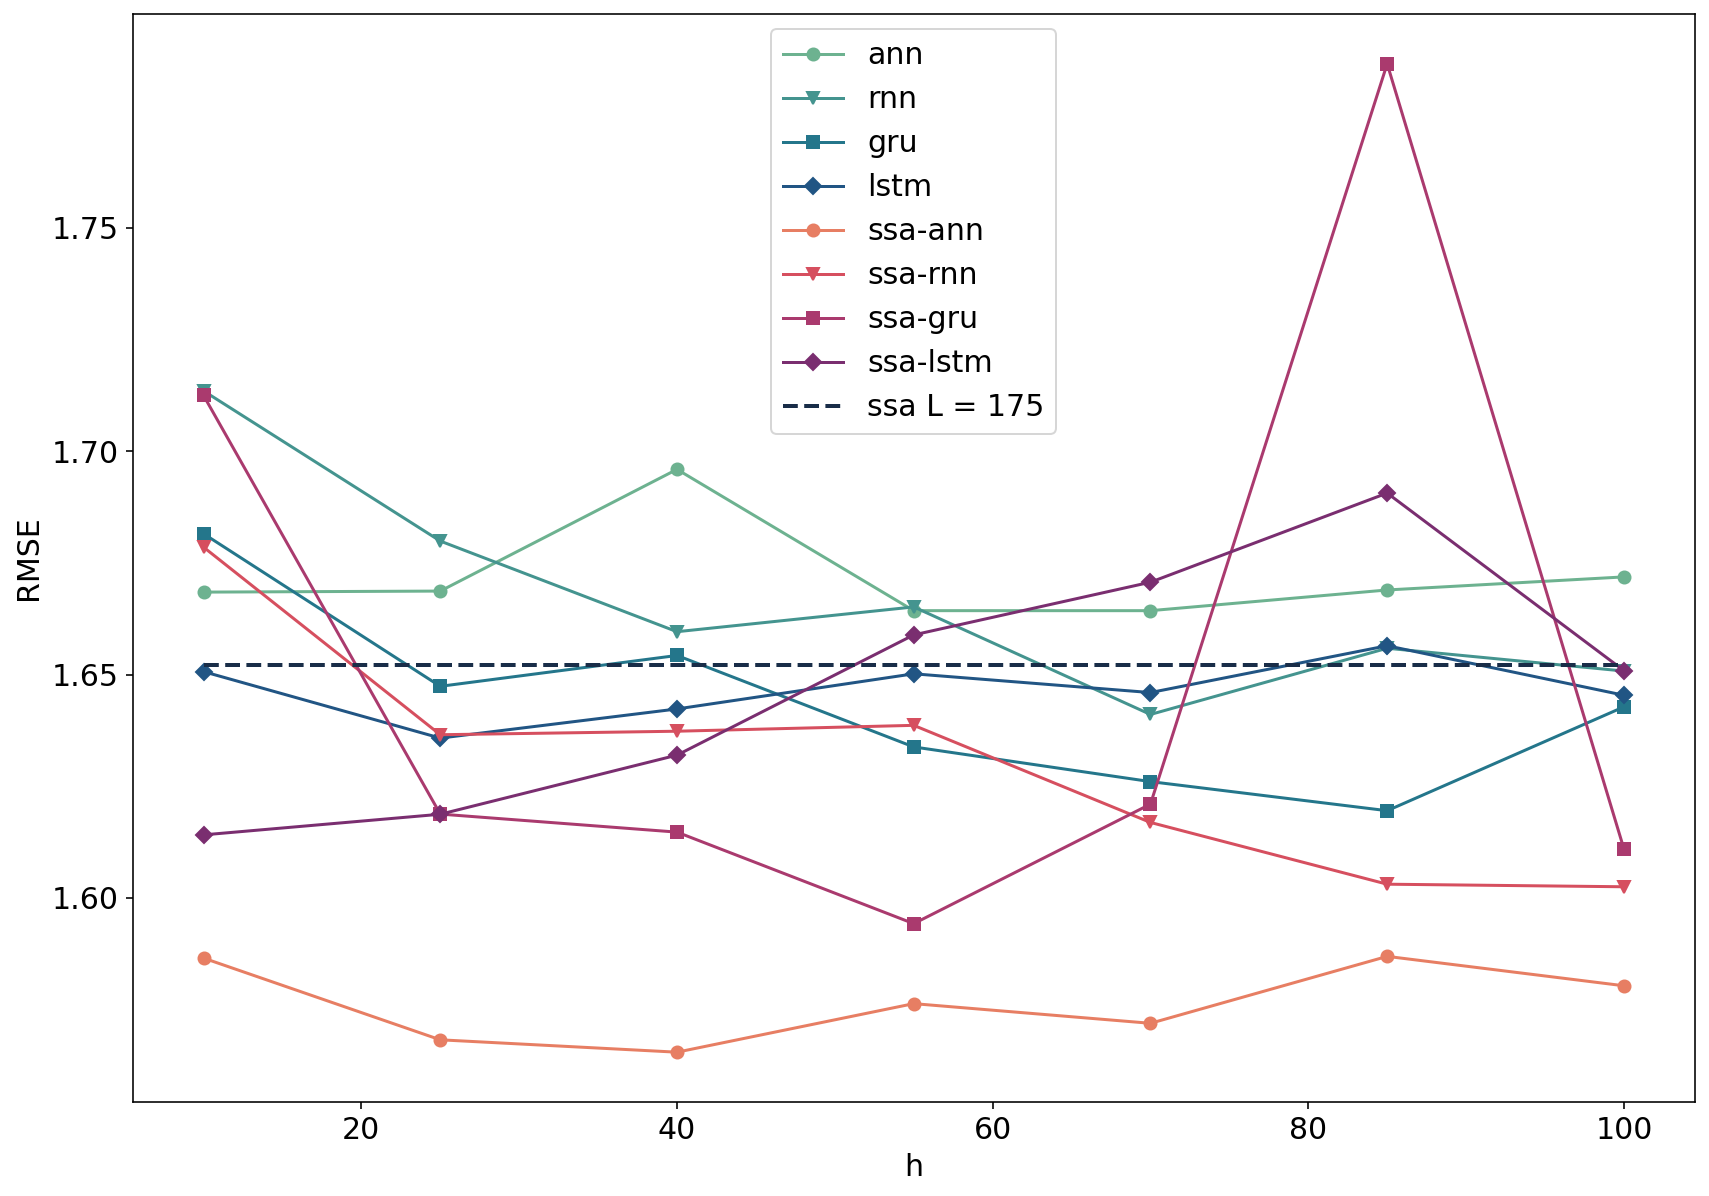 ann
rnn
gru
lstm
ssa-ann
ssa-rnn
ssa-gru
ssa-lstm
ssa L = 175
RMSE
1.75
1.70
1.65
1.60
20 40 60 80 100
h